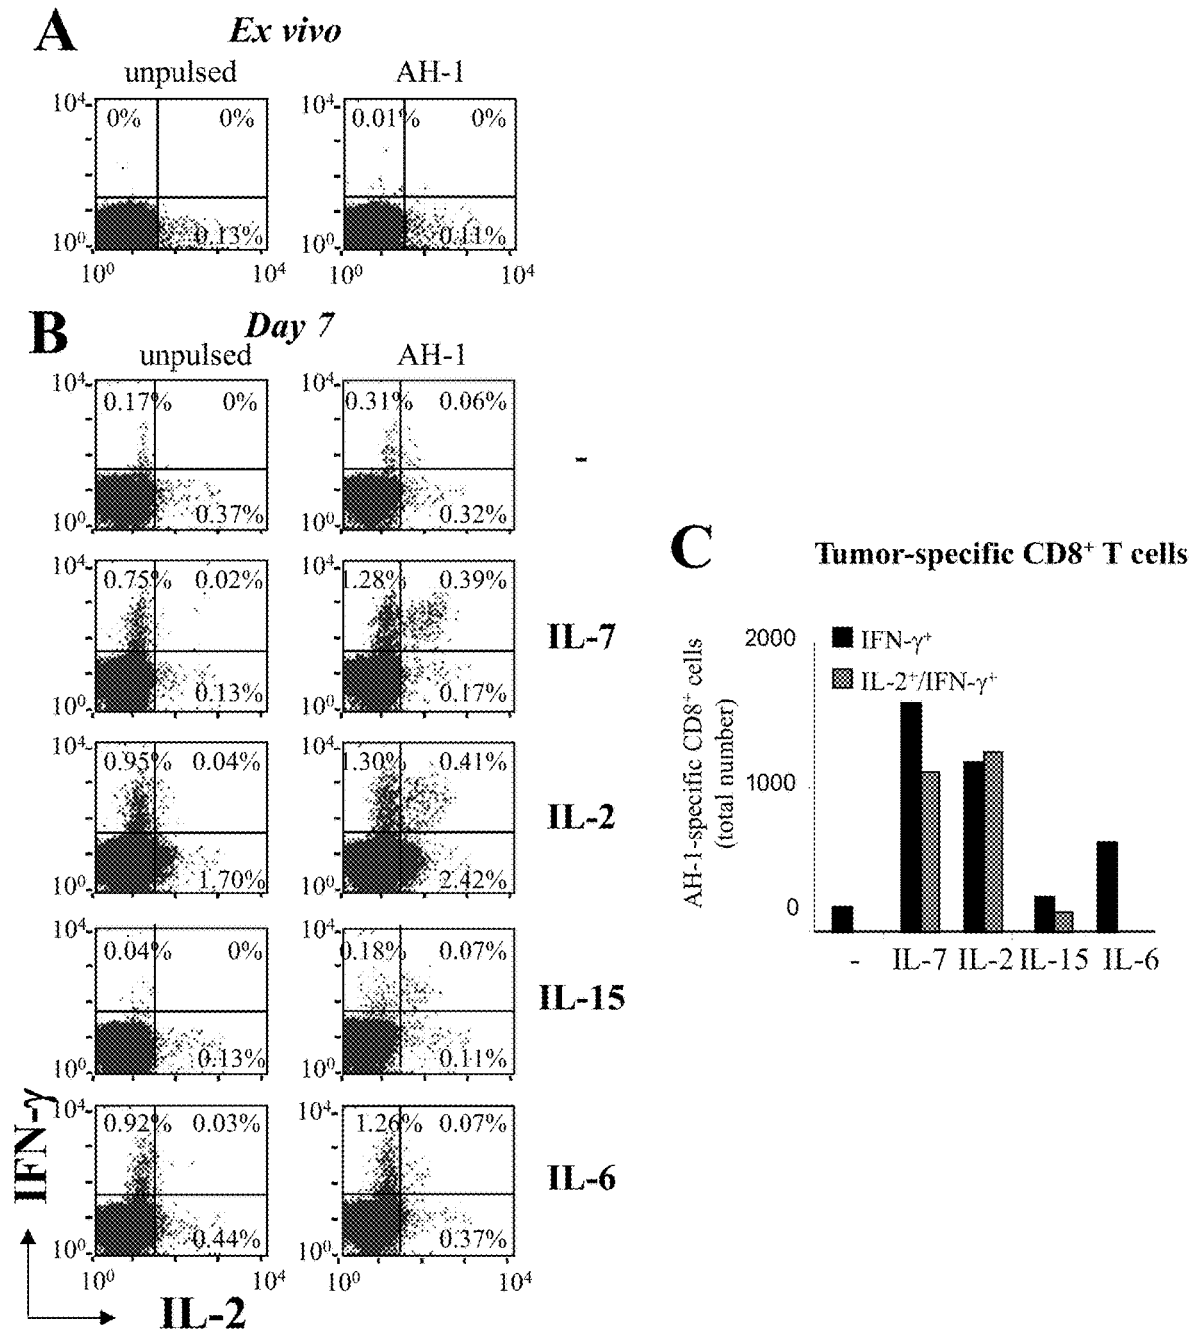 A
Ex vivo
unpulsed AH-1
10⁴ 0% 0% 10⁴ 0.01% 0%
10⁰ 0.13% 10⁰ 0.11%
10⁰ 10⁴ 10⁰ 10⁴
B
Day 7
unpulsed AH-1
10⁴ 0.17% 0% 10⁴ 0.31% 0.06%
-
10⁰ 0.37% 10⁰ 0.32%
10⁴ 0.75% 0.02% 10⁴ 1.28% 0.39%
IL-7
10⁰ 0.13% 10⁰ 0.17%
10⁴ 0.95% 0.04% 10⁴ 1.30% 0.41%
IL-2
10⁰ 1.70% 10⁰ 2.42%
10⁴ 0.04% 0% 10⁴ 0.18% 0.07%
IL-15
10⁰ 0.13% 10⁰ 0.11%
10⁴ 0.92% 0.03% 10⁴ 1.26% 0.07%
IL-6
10⁰ 0.44% 10⁰ 0.37%
10⁰ 10⁴ 10⁰ 10⁴
IFN-γ
IL-2
C
Tumor-specific CD8⁺ T cells
AH-1-specific CD8⁺ cells
(total number)
2000
1000
0
IFN-γ⁺
IL-2⁺/IFN-γ⁺
- IL-7 IL-2 IL-15 IL-6